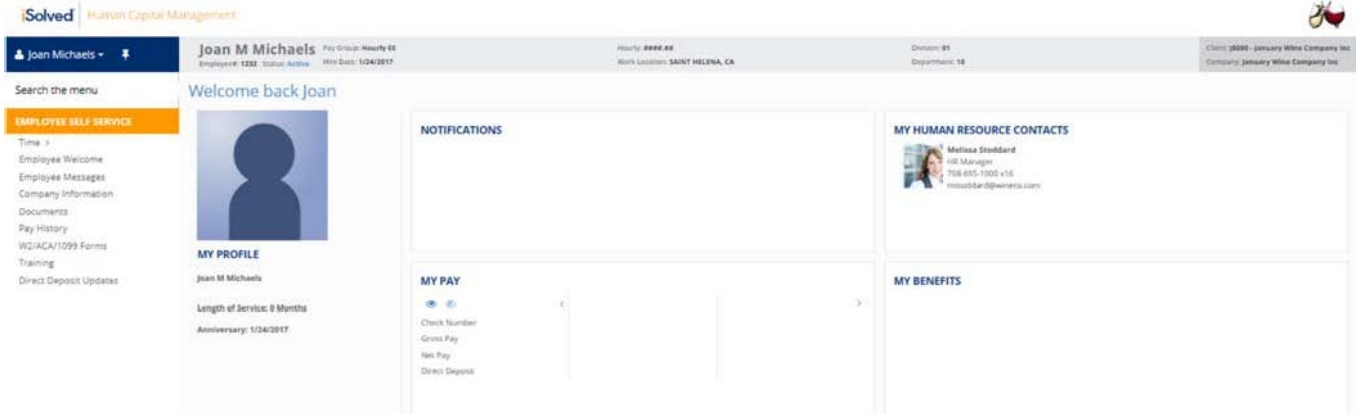 iSolved Human Capital Management
Joan Michaels
Joan M Michaels Pay Group: Hourly 03
Hourly: ####.##
Division: 01
Client: J8000 - January Wine Company Inc
Employee#: 1233 Status: Active Hire Date: 1/24/2017
Work Location: SAINT HELENA, CA
Department: 10
Company: January Wine Company Inc
Search the menu
Welcome back Joan
EMPLOYEE SELF SERVICE
Time >
Employee Welcome
Employee Messages
Company Information
Documents
Pay History
W2/ACA/1099 Forms
Training
Direct Deposit Updates
MY PROFILE
Joan M Michaels
Length of Service: 0 Months
Anniversary: 1/24/2017
NOTIFICATIONS
MY HUMAN RESOURCE CONTACTS
Melissa Stoddard
HR Manager
708-695-1000 x16
mstoddard@wineco.com
MY PAY
Check Number
Gross Pay
Net Pay
Direct Deposit
MY BENEFITS